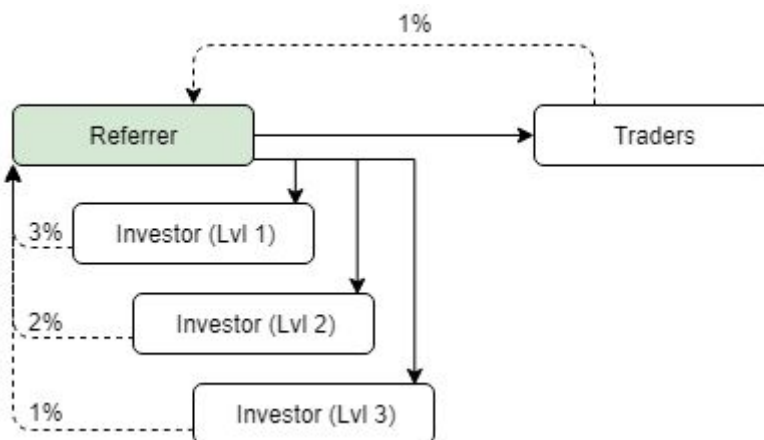 1%
Referrer
Traders
3%
Investor (Lvl 1)
2%
Investor (Lvl 2)
1%
Investor (Lvl 3)